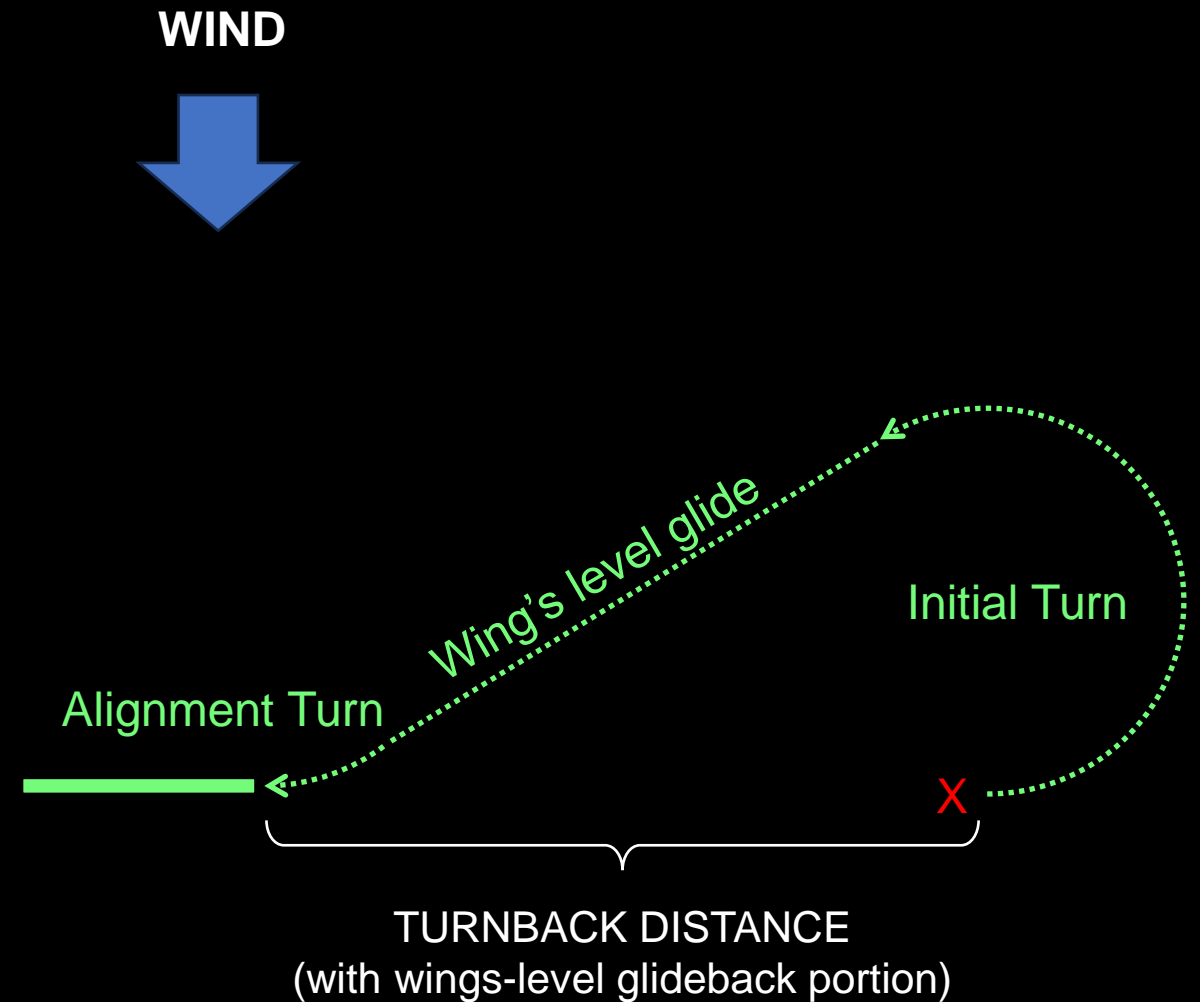 WIND
Wing's level glide
Initial Turn
Alignment Turn
X
TURNBACK DISTANCE
(with wings-level glideback portion)